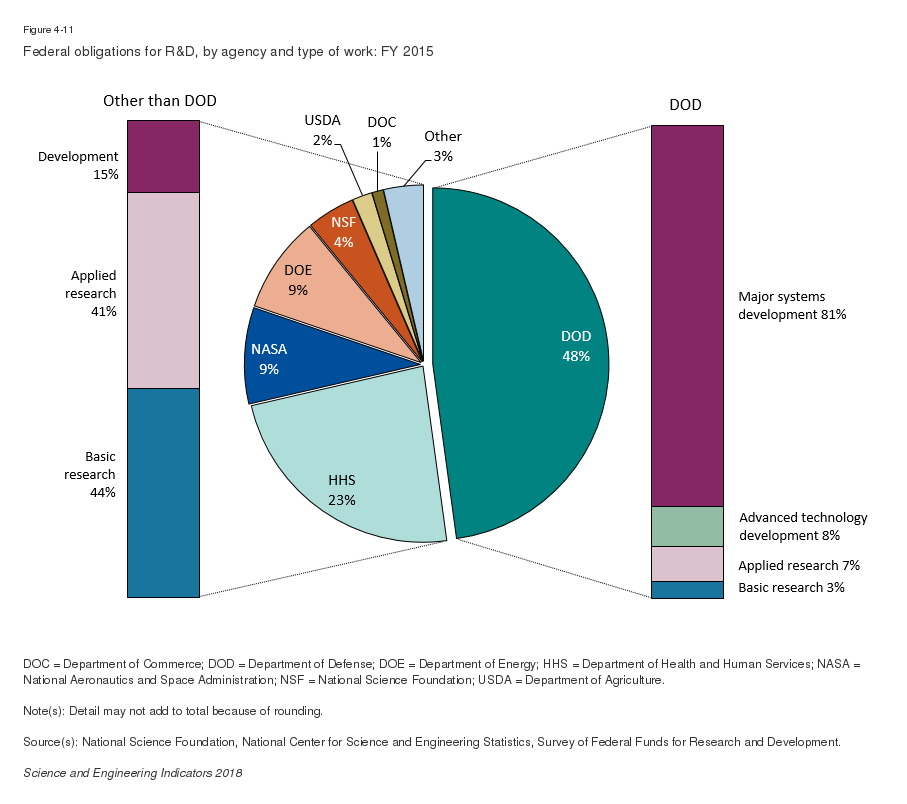 Figure 4-11
Federal obligations for R&D, by agency and type of work: FY 2015
Other than DOD
Development
15%
Applied
research
41%
Basic
research
44%
USDA
2%
DOC
1%
Other
3%
NSF
4%
DOE
9%
NASA
9%
HHS
23%
DOD
48%
DOD
Major systems
development 81%
Advanced technology
development 8%
Applied research 7%
Basic research 3%
DOC = Department of Commerce; DOD = Department of Defense; DOE = Department of Energy; HHS = Department of Health and Human Services; NASA =
National Aeronautics and Space Administration; NSF = National Science Foundation; USDA = Department of Agriculture.
Note(s): Detail may not add to total because of rounding.
Source(s): National Science Foundation, National Center for Science and Engineering Statistics, Survey of Federal Funds for Research and Development.
Science and Engineering Indicators 2018